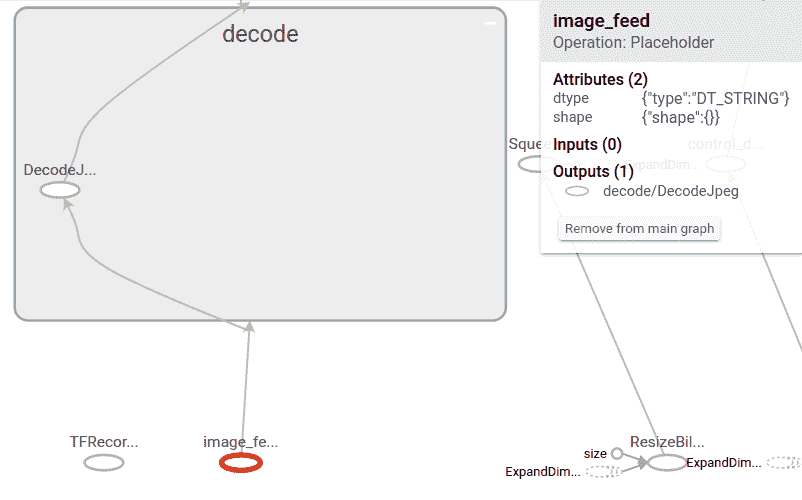 decode
DecodeJ...
TFRecor...
image_fe...
image_feed
Operation: Placeholder
Attributes (2)
dtype {"type":"DT_STRING"}
shape {"shape":{}}
Inputs (0)
Outputs (1)
decode/DecodeJpeg
Remove from main graph
Sque
control_d...
ExpandDim...
ResizeBil...
size
ExpandDim...
ExpandDim...